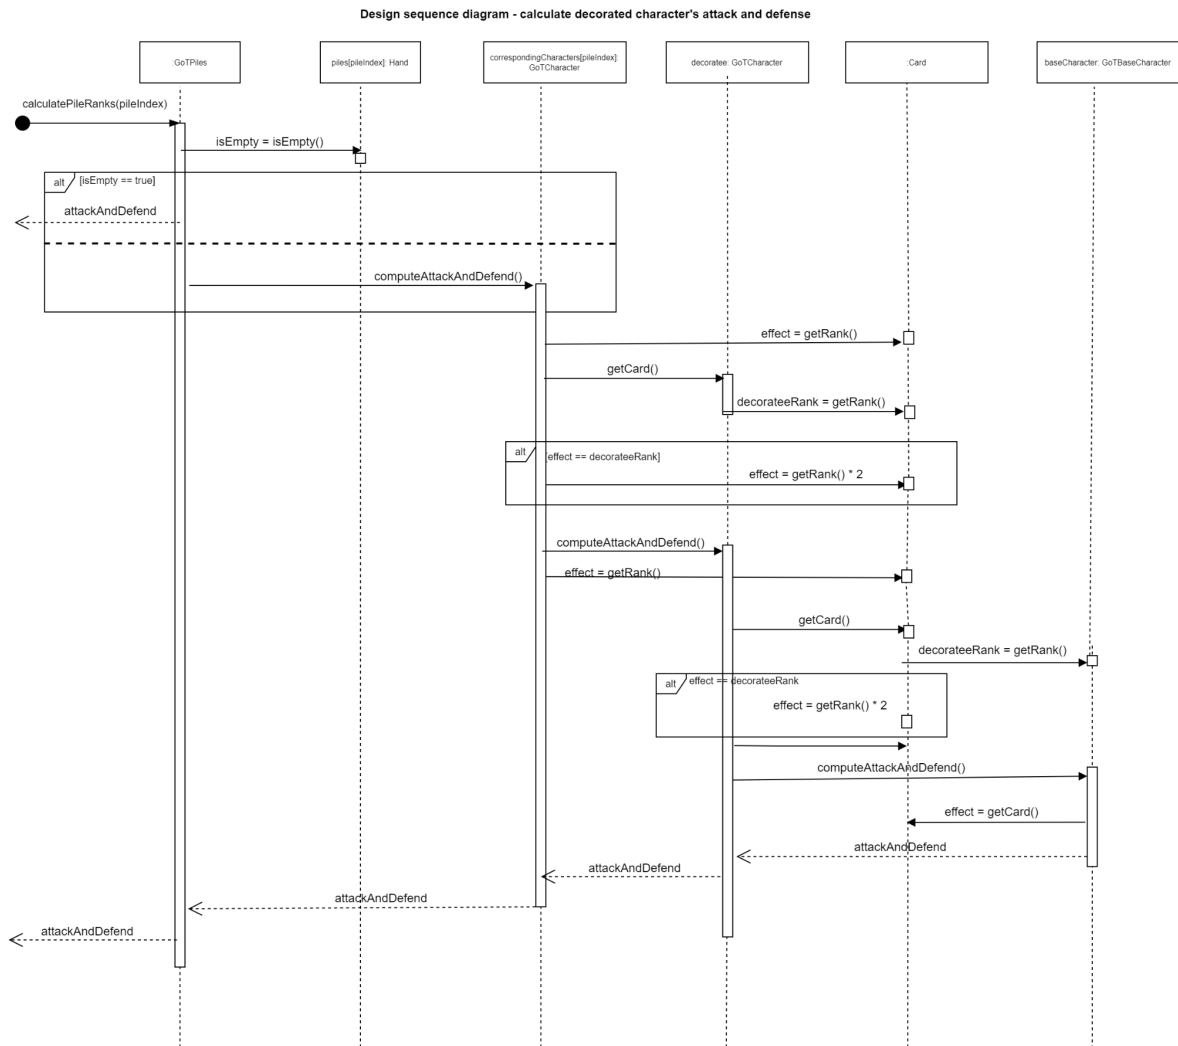 Design sequence diagram - calculate decorated character's attack and defense
:GoTPiles
piles[pileIndex]: Hand
correspondingCharacters[pileIndex]:
GoTCharacter
decoratee: GoTCharacter
:Card
baseCharacter: GoTBaseCharacter
calculatePileRanks(pileIndex)
isEmpty = isEmpty()
alt
[isEmpty == true]
attackAndDefend
computeAttackAndDefend()
effect = getRank()
getCard()
decorateeRank = getRank()
alt
[effect == decorateeRank]
effect = getRank() * 2
computeAttackAndDefend()
effect = getRank()
getCard()
decorateeRank = getRank()
alt
effect == decorateeRank
effect = getRank() * 2
computeAttackAndDefend()
effect = getCard()
attackAndDefend
attackAndDefend
attackAndDefend
attackAndDefend